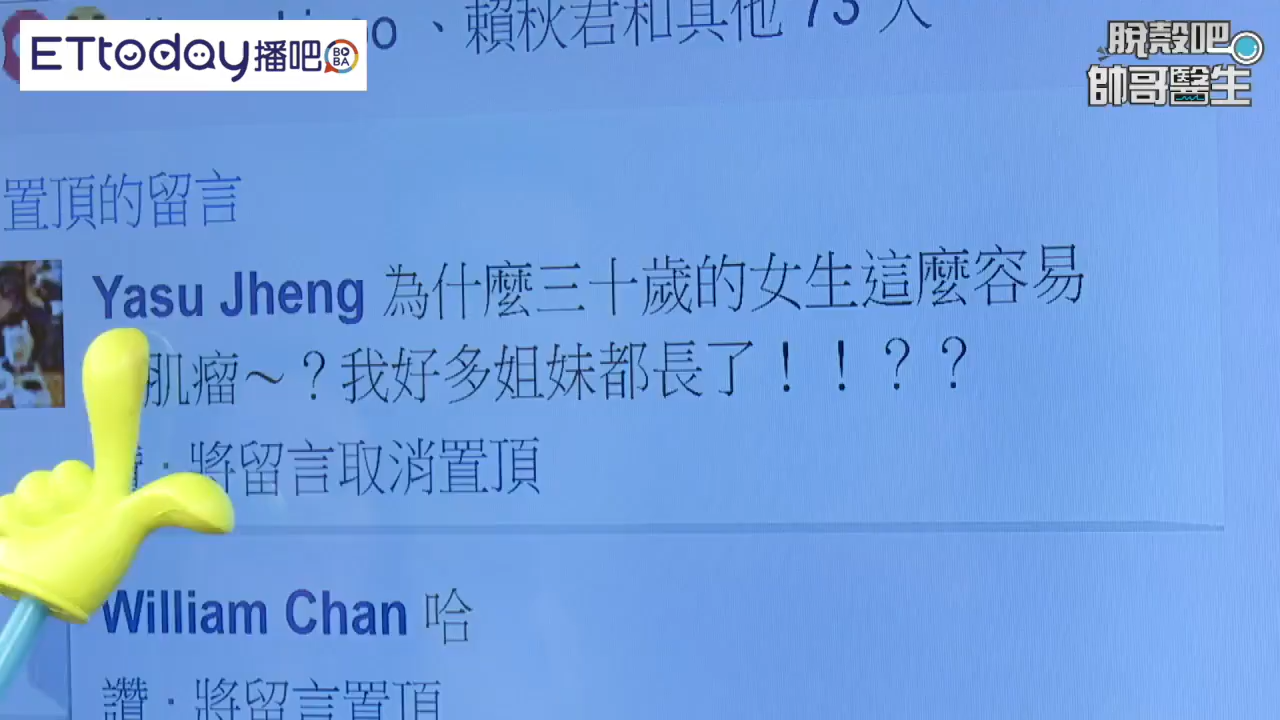 、賴秋君和其他 73 人
ETtoday播吧
BOBA
脫殼吧
帥哥醫生
置頂的留言
Yasu Jheng 為什麼三十歲的女生這麼容易
肌瘤～？我好多姐妹都長了！！？？
讚．將留言取消置頂
William Chan 哈
讚．將留言置頂